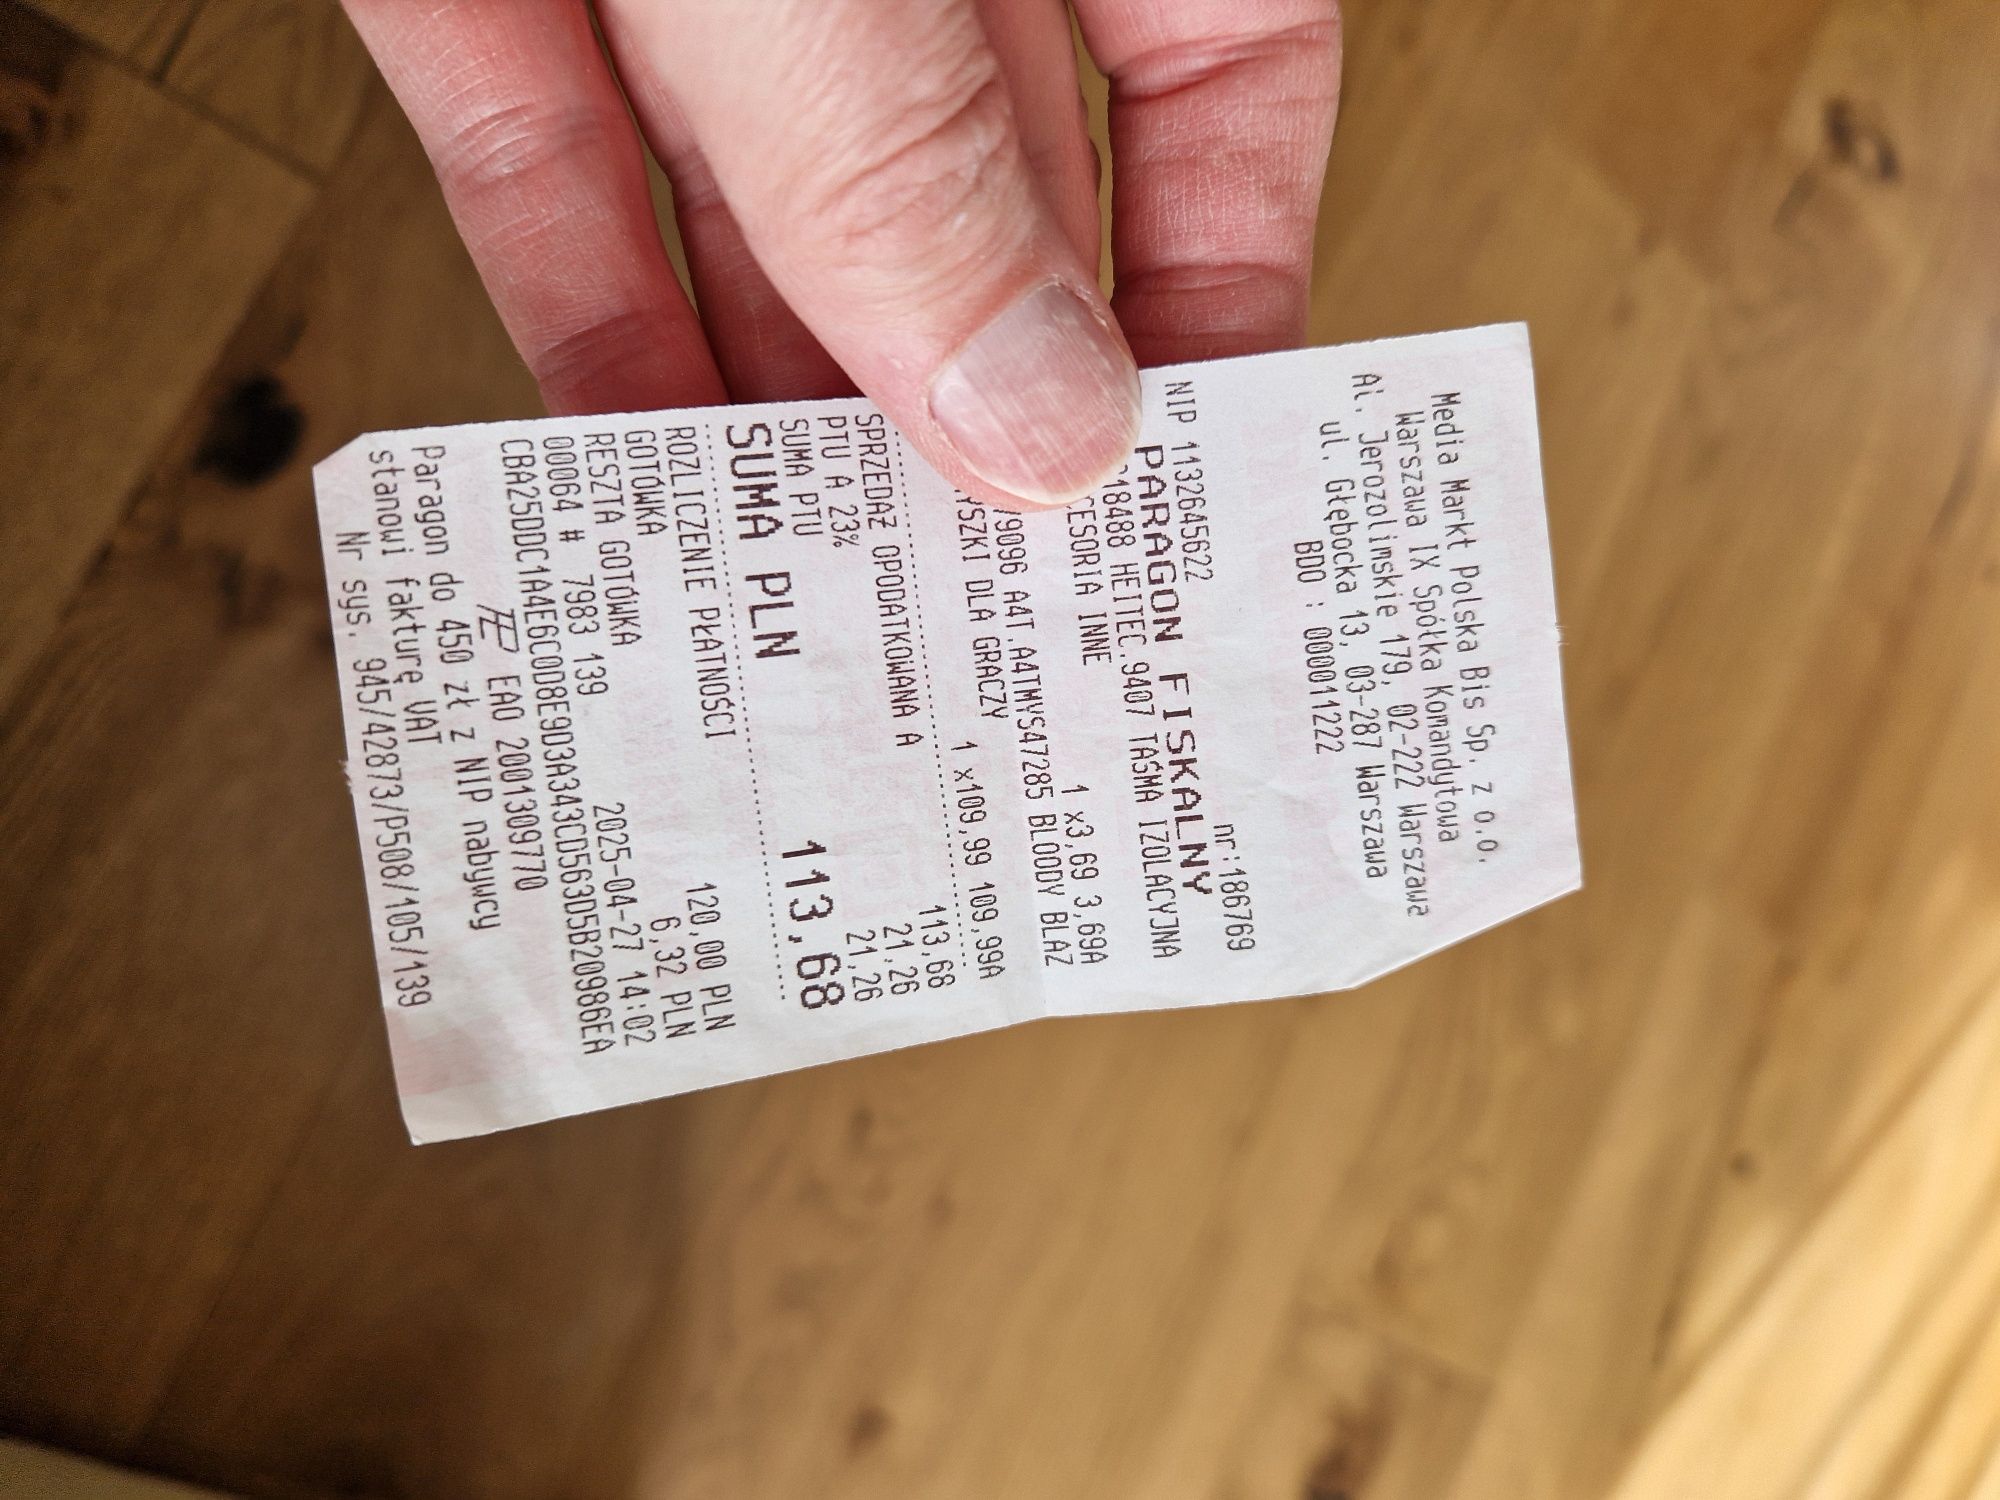 Media Markt Polska Bis Sp. z o.o.
Warszawa IX Spółka Komandytowa
Al. Jerozolimskie 179, 02-222 Warszawa
ul. Głębocka 13, 03-287 Warszawa
BDO : 000011222
NIP 1132645622 nr:186769
PARAGON FISKALNY
18488 HEITEC.9407 TAŚMA IZOLACYJNA
CESORIA INNE 1 x3,69 3,69A
79096 A4T.A4TMYS47285 BLOODY BLAZ
YSZKI DLA GRACZY 1 x109,99 109,99A
SPRZEDAŻ OPODATKOWANA A 113,68
PTU A 23% 21,26
SUMA PTU 21,26
SUMA PLN 113,68
ROZLICZENIE PŁATNOŚCI
GOTÓWKA 120,00 PLN
RESZTA GOTÓWKA 6,32 PLN
00064 # 7983 139 2025-04-27 14:02
CBA25DDC1A4E6C0D8E9D3A343CD563D5B20986EA
EAO 2001309770
Paragon do 450 zł z NIP nabywcy
stanowi fakturę VAT
Nr sys. 945/42873/P508/105/139